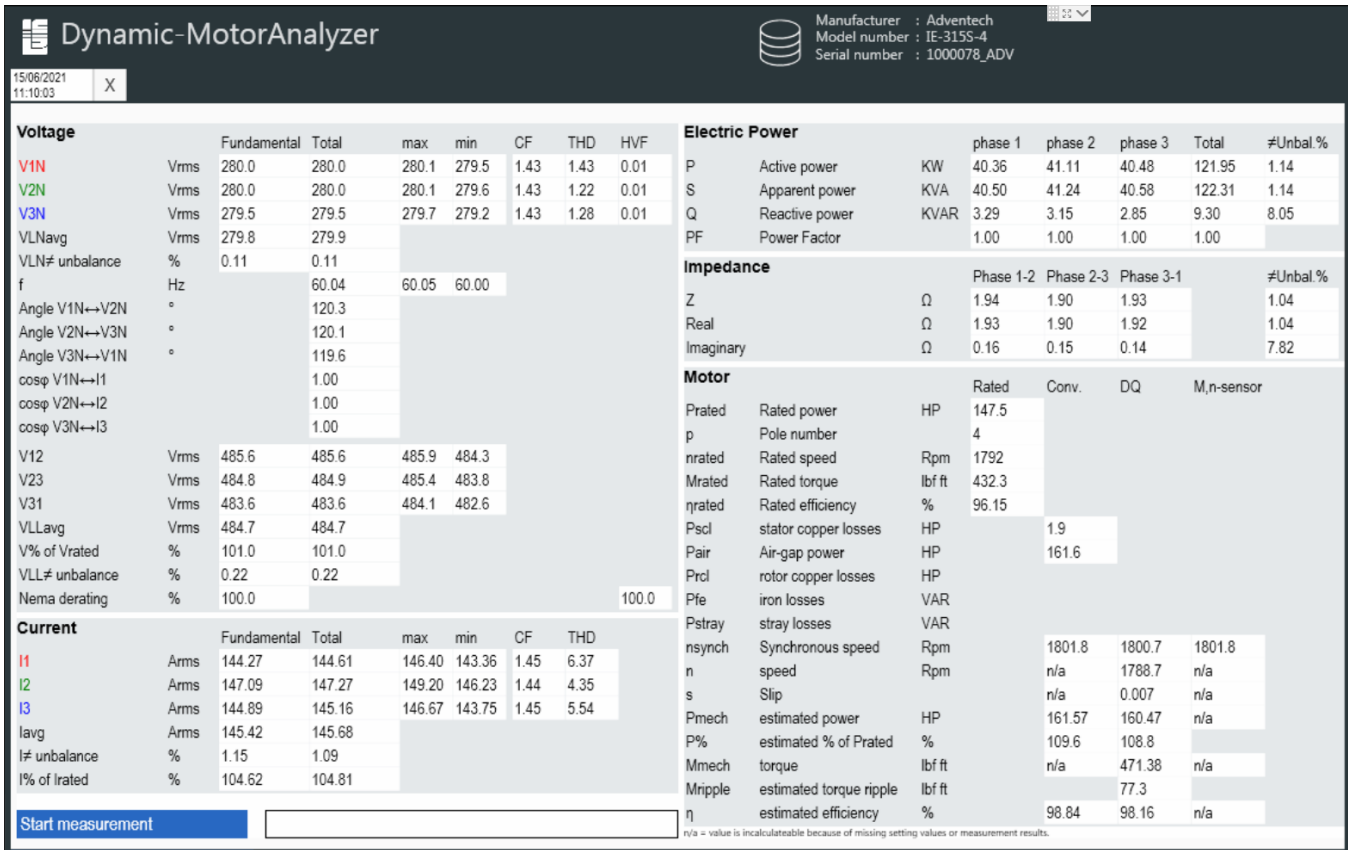 Dynamic-MotorAnalyzer
Manufacturer : Adventech
Model number : IE-315S-4
Serial number : 1000078_ADV
15/06/2021
11:10:03
X
Voltage
Fundamental Total max min CF THD HVF
V1N Vrms 280.0 280.0 280.1 279.5 1.43 1.43 0.01
V2N Vrms 280.0 280.0 280.1 279.6 1.43 1.22 0.01
V3N Vrms 279.5 279.5 279.7 279.2 1.43 1.28 0.01
VLNavg Vrms 279.8 279.9
VLN≠ unbalance % 0.11 0.11
f Hz 60.04 60.05 60.00
Angle V1N↔V2N ° 120.3
Angle V2N↔V3N ° 120.1
Angle V3N↔V1N ° 119.6
cosφ V1N↔I1 1.00
cosφ V2N↔I2 1.00
cosφ V3N↔I3 1.00
V12 Vrms 485.6 485.6 485.9 484.3
V23 Vrms 484.8 484.9 485.4 483.8
V31 Vrms 483.6 483.6 484.1 482.6
VLLavg Vrms 484.7 484.7
V% of Vrated % 101.0 101.0
VLL≠ unbalance % 0.22 0.22
Nema derating % 100.0 100.0
Current
Fundamental Total max min CF THD
I1 Arms 144.27 144.61 146.40 143.36 1.45 6.37
I2 Arms 147.09 147.27 149.20 146.23 1.44 4.35
I3 Arms 144.89 145.16 146.67 143.75 1.45 5.54
Iavg Arms 145.42 145.68
I≠ unbalance % 1.15 1.09
I% of Irated % 104.62 104.81
Start measurement
Electric Power
phase 1 phase 2 phase 3 Total ≠Unbal.%
P Active power KW 40.36 41.11 40.48 121.95 1.14
S Apparent power KVA 40.50 41.24 40.58 122.31 1.14
Q Reactive power KVAR 3.29 3.15 2.85 9.30 8.05
PF Power Factor 1.00 1.00 1.00 1.00
Impedance
Phase 1-2 Phase 2-3 Phase 3-1 ≠Unbal.%
Z Ω 1.94 1.90 1.93 1.04
Real Ω 1.93 1.90 1.92 1.04
Imaginary Ω 0.16 0.15 0.14 7.82
Motor
Rated Conv. DQ M,n-sensor
Prated Rated power HP 147.5
p Pole number 4
nrated Rated speed Rpm 1792
Mrated Rated torque lbf ft 432.3
ηrated Rated efficiency % 96.15
Pscl stator copper losses HP 1.9
Pair Air-gap power HP 161.6
Prcl rotor copper losses HP
Pfe iron losses VAR
Pstray stray losses VAR
nsynch Synchronous speed Rpm 1801.8 1800.7 1801.8
n speed Rpm n/a 1788.7 n/a
s Slip n/a 0.007 n/a
Pmech estimated power HP 161.57 160.47 n/a
P% estimated % of Prated % 109.6 108.8
Mmech torque lbf ft n/a 471.38 n/a
Mripple estimated torque ripple lbf ft 77.3
η estimated efficiency % 98.84 98.16 n/a
n/a = value is incalculateable because of missing setting values or measurement results.